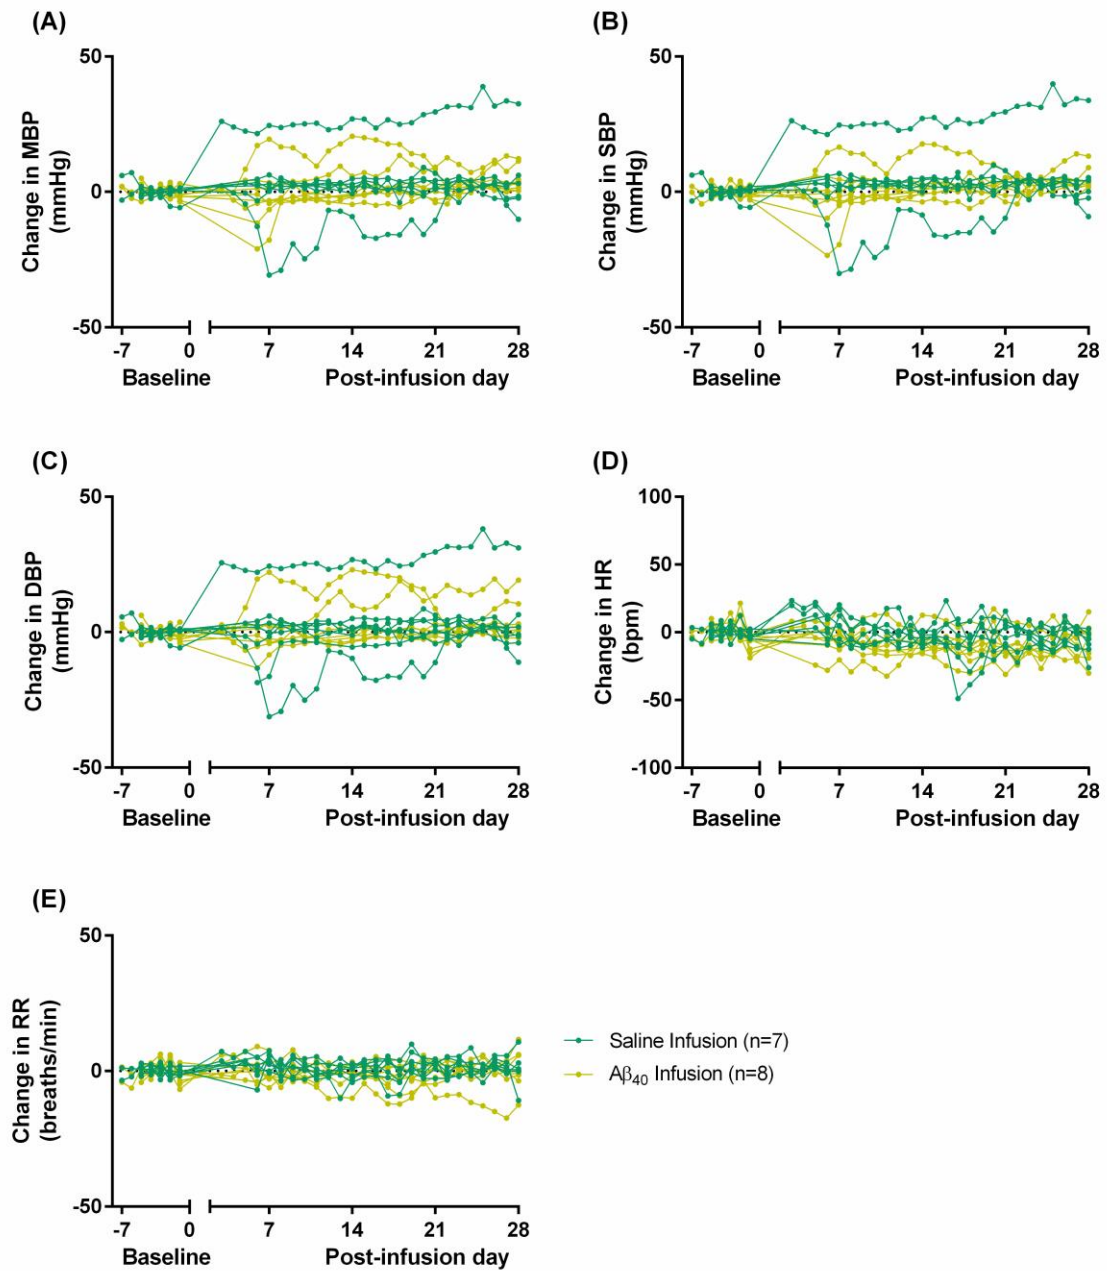 (A)
50
0
-50
Change in MBP
(mmHg)
-7 0 7 14 21 28
Baseline Post-infusion day
(B)
50
0
-50
Change in SBP
(mmHg)
-7 0 7 14 21 28
Baseline Post-infusion day
(C)
50
0
-50
Change in DBP
(mmHg)
-7 0 7 14 21 28
Baseline Post-infusion day
(D)
100
50
0
-50
-100
Change in HR
(bpm)
-7 0 7 14 21 28
Baseline Post-infusion day
(E)
50
0
-50
Change in RR
(breaths/min)
-7 0 7 14 21 28
Baseline Post-infusion day
Saline Infusion (n=7)
Aβ40 Infusion (n=8)